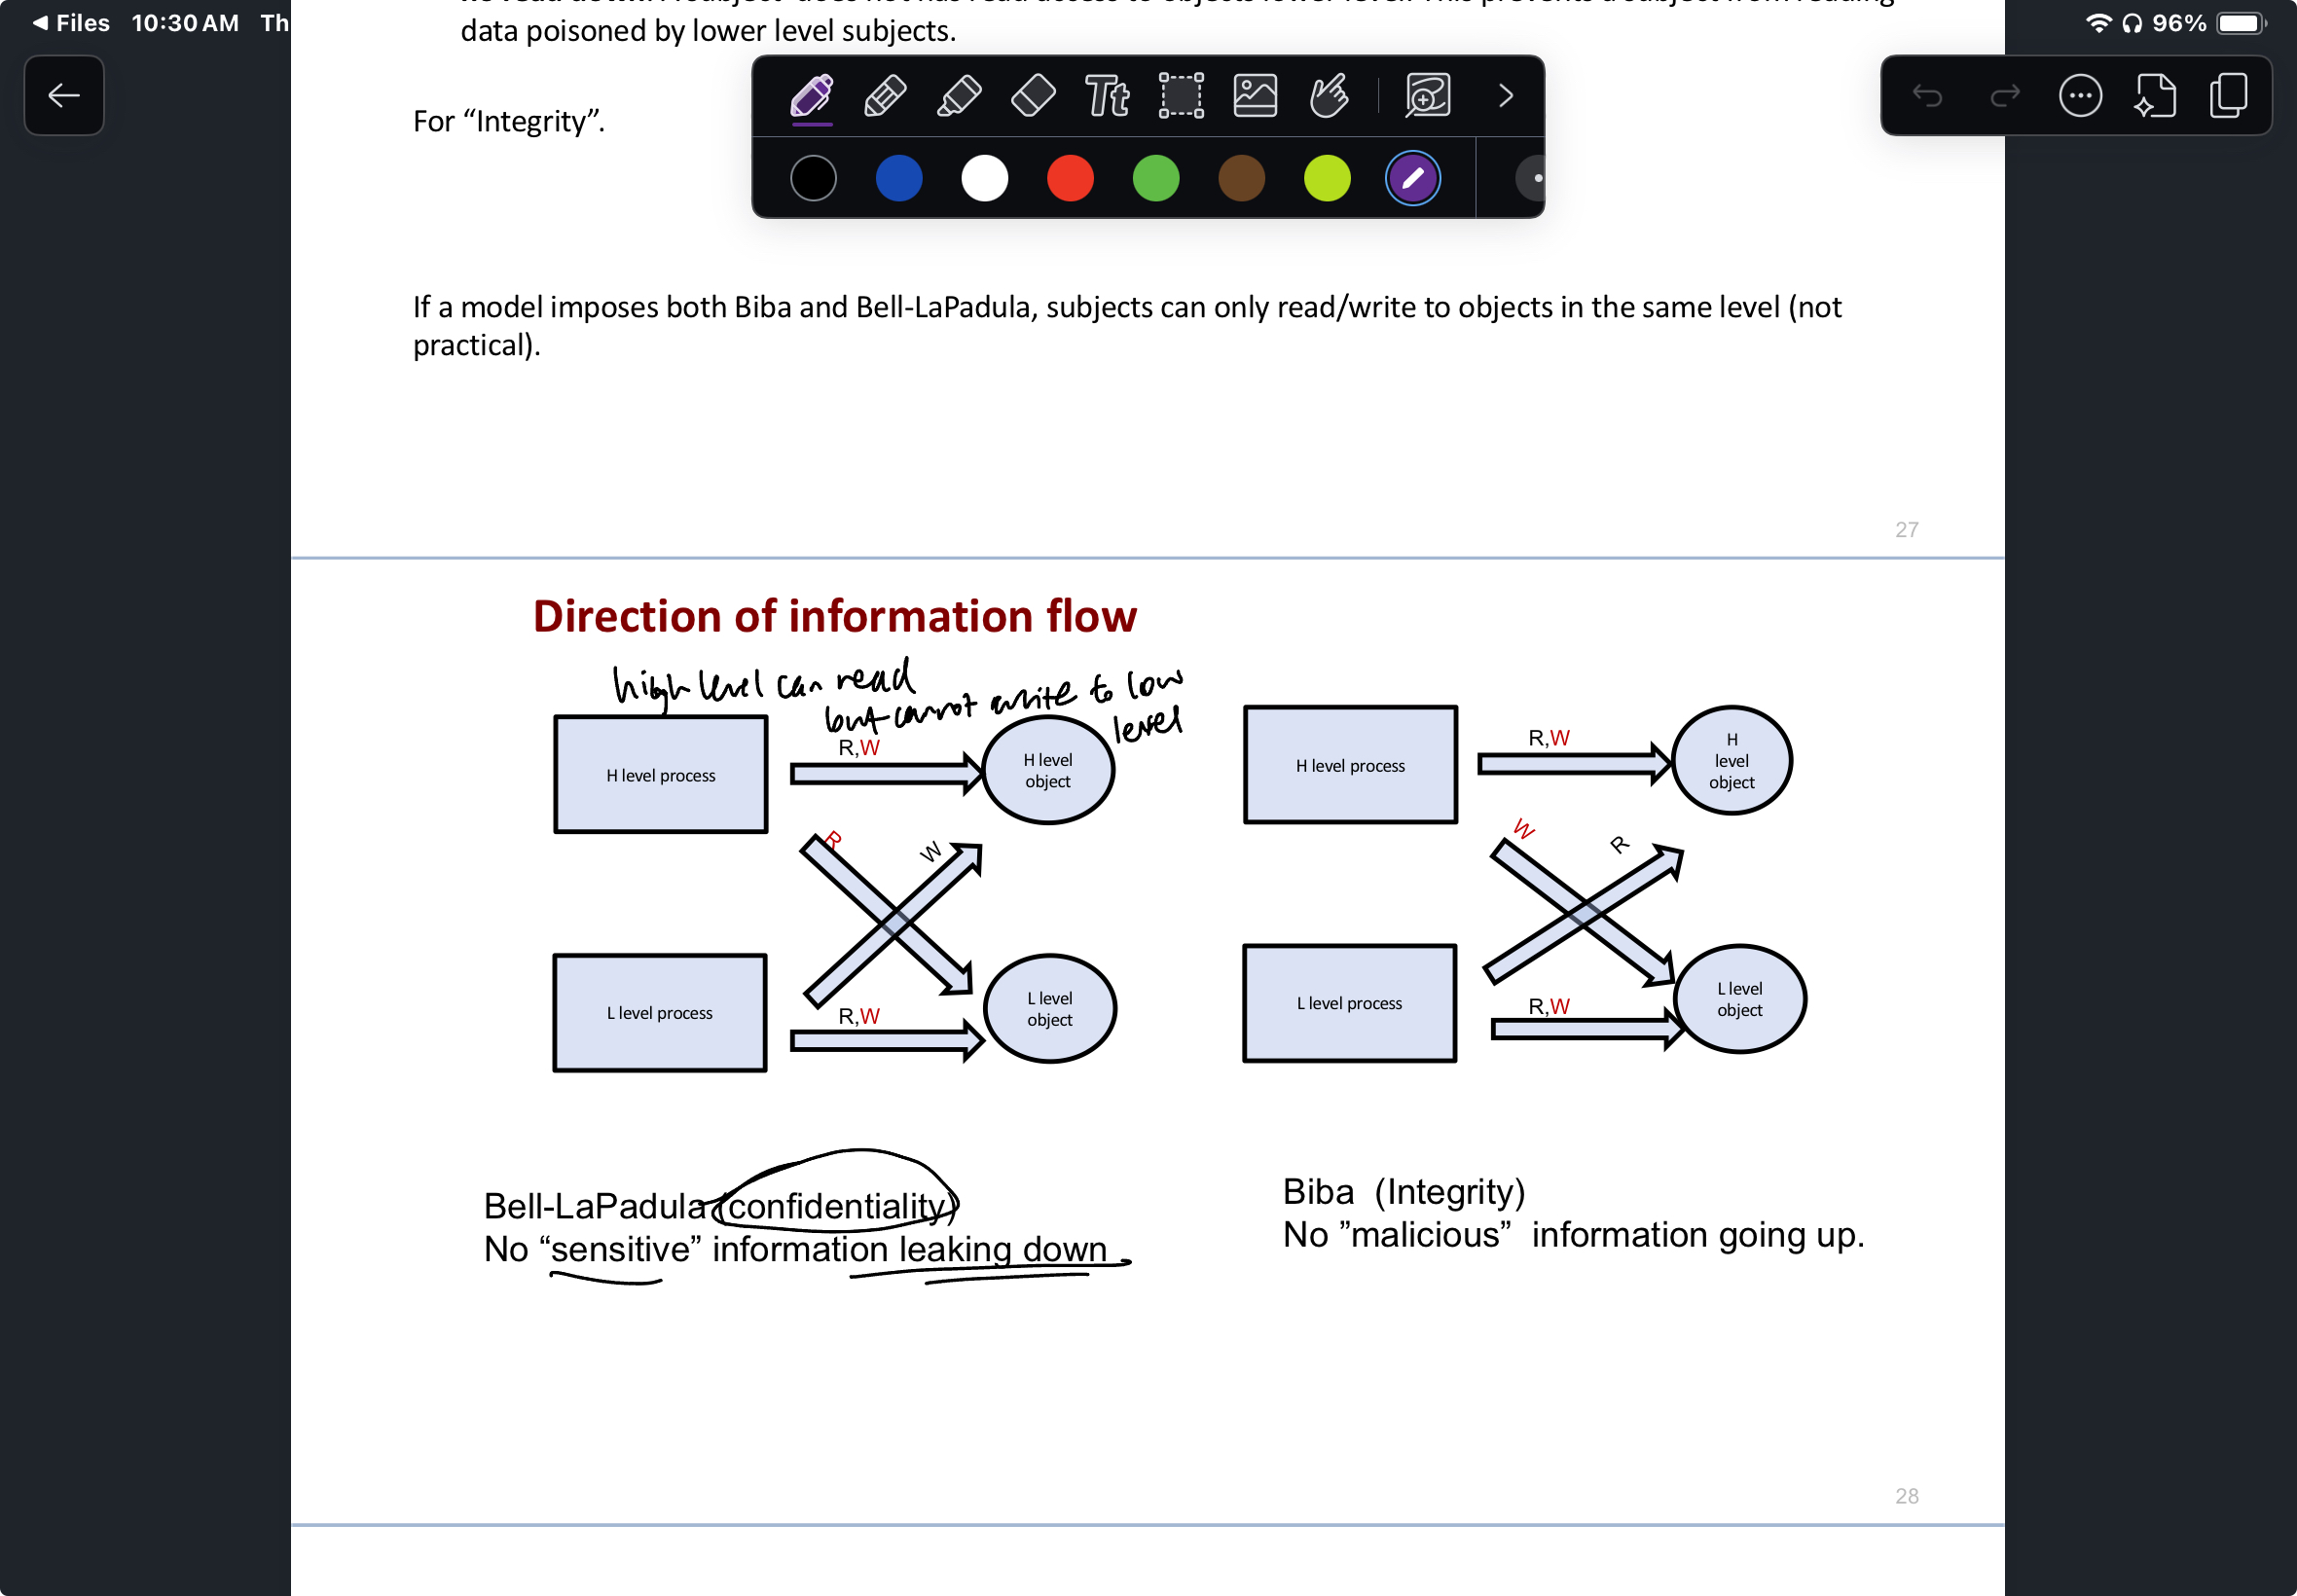 Files 10:30 AM Th
96%
data poisoned by lower level subjects.
For “Integrity”.
Tt
If a model imposes both Biba and Bell-LaPadula, subjects can only read/write to objects in the same level (not
practical).
27
Direction of information flow
high level can read
but cannot write to low
level
R,W
H level process
H level
object
R
W
L level process
R,W
L level
object
R,W
H level process
H
level
object
W
R
L level process
R,W
L level
object
Bell-LaPadula (confidentiality)
No “sensitive” information leaking down
Biba (Integrity)
No ”malicious” information going up.
28